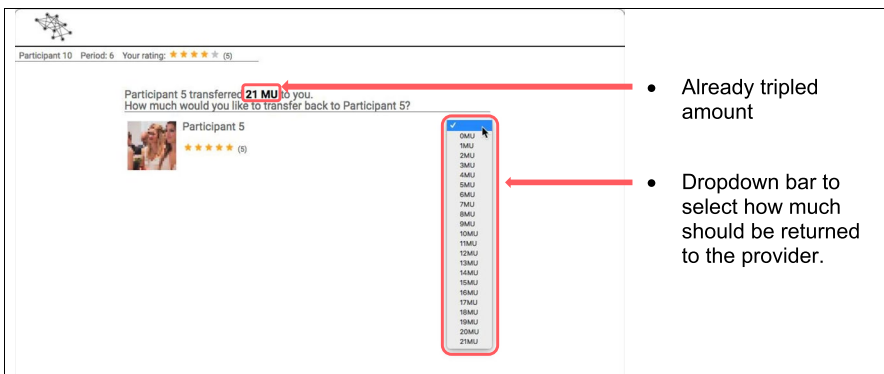 Participant 10 Period: 6 Your rating: ★ ★ ★ ★ ★ (5)
Participant 5 transferred 21 MU to you.
How much would you like to transfer back to Participant 5?
Participant 5
★ ★ ★ ★ ★ (5)
✓
0MU
1MU
2MU
3MU
4MU
5MU
6MU
7MU
8MU
9MU
10MU
11MU
12MU
13MU
14MU
15MU
16MU
17MU
18MU
19MU
20MU
21MU
• Already tripled
amount
• Dropdown bar to
select how much
should be returned
to the provider.